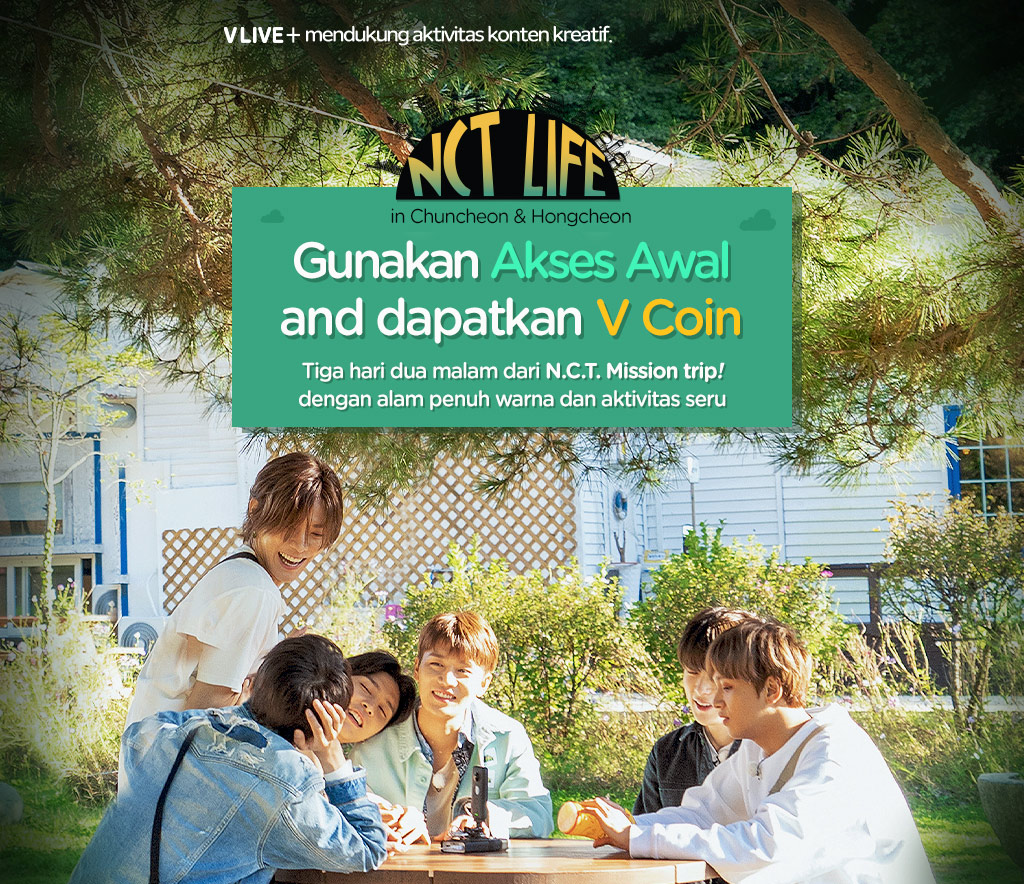 V LIVE+ mendukung aktivitas konten kreatif.
NCT LIFE
in Chuncheon & Hongcheon
Gunakan Akses Awal
and dapatkan V Coin
Tiga hari dua malam dari N.C.T. Mission trip!
dengan alam penuh warna dan aktivitas seru